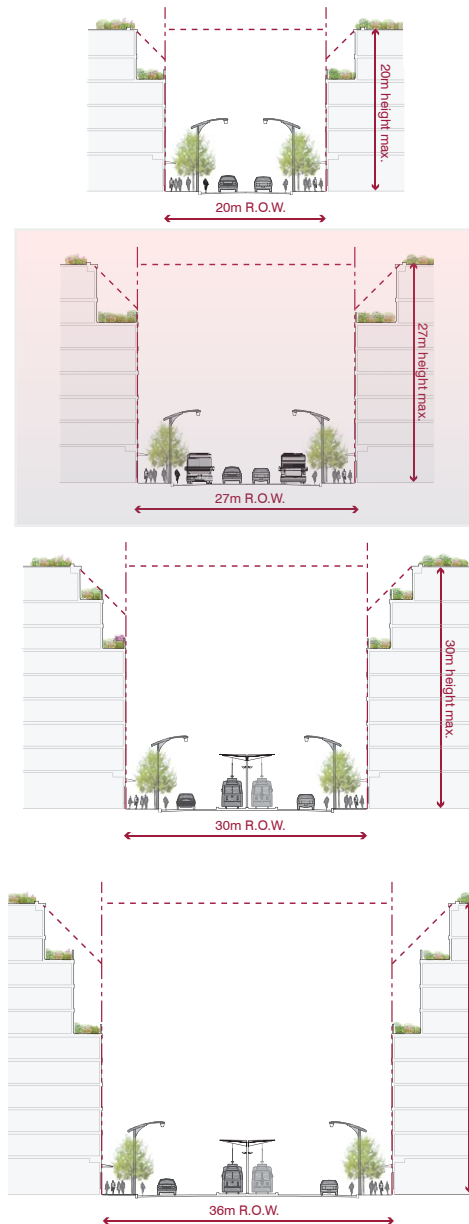 20m height max.
20m R.O.W.
27m height max.
27m R.O.W.
30m height max.
30m R.O.W.
36m R.O.W.